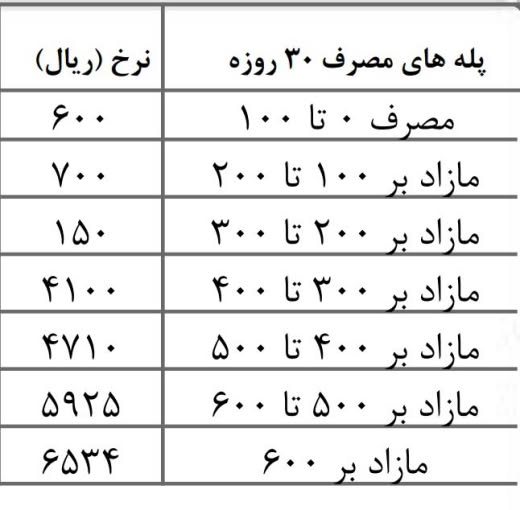 پله های مصرف ۳۰ روزه	نرخ (ریال)
مصرف ۰ تا ۱۰۰	۶۰۰
مازاد بر ۱۰۰ تا ۲۰۰	۷۰۰
مازاد بر ۲۰۰ تا ۳۰۰	۱۵۰
مازاد بر ۳۰۰ تا ۴۰۰	۴۱۰۰
مازاد بر ۴۰۰ تا ۵۰۰	۴۷۱۰
مازاد بر ۵۰۰ تا ۶۰۰	۵۹۲۵
مازاد بر ۶۰۰	۶۵۳۴